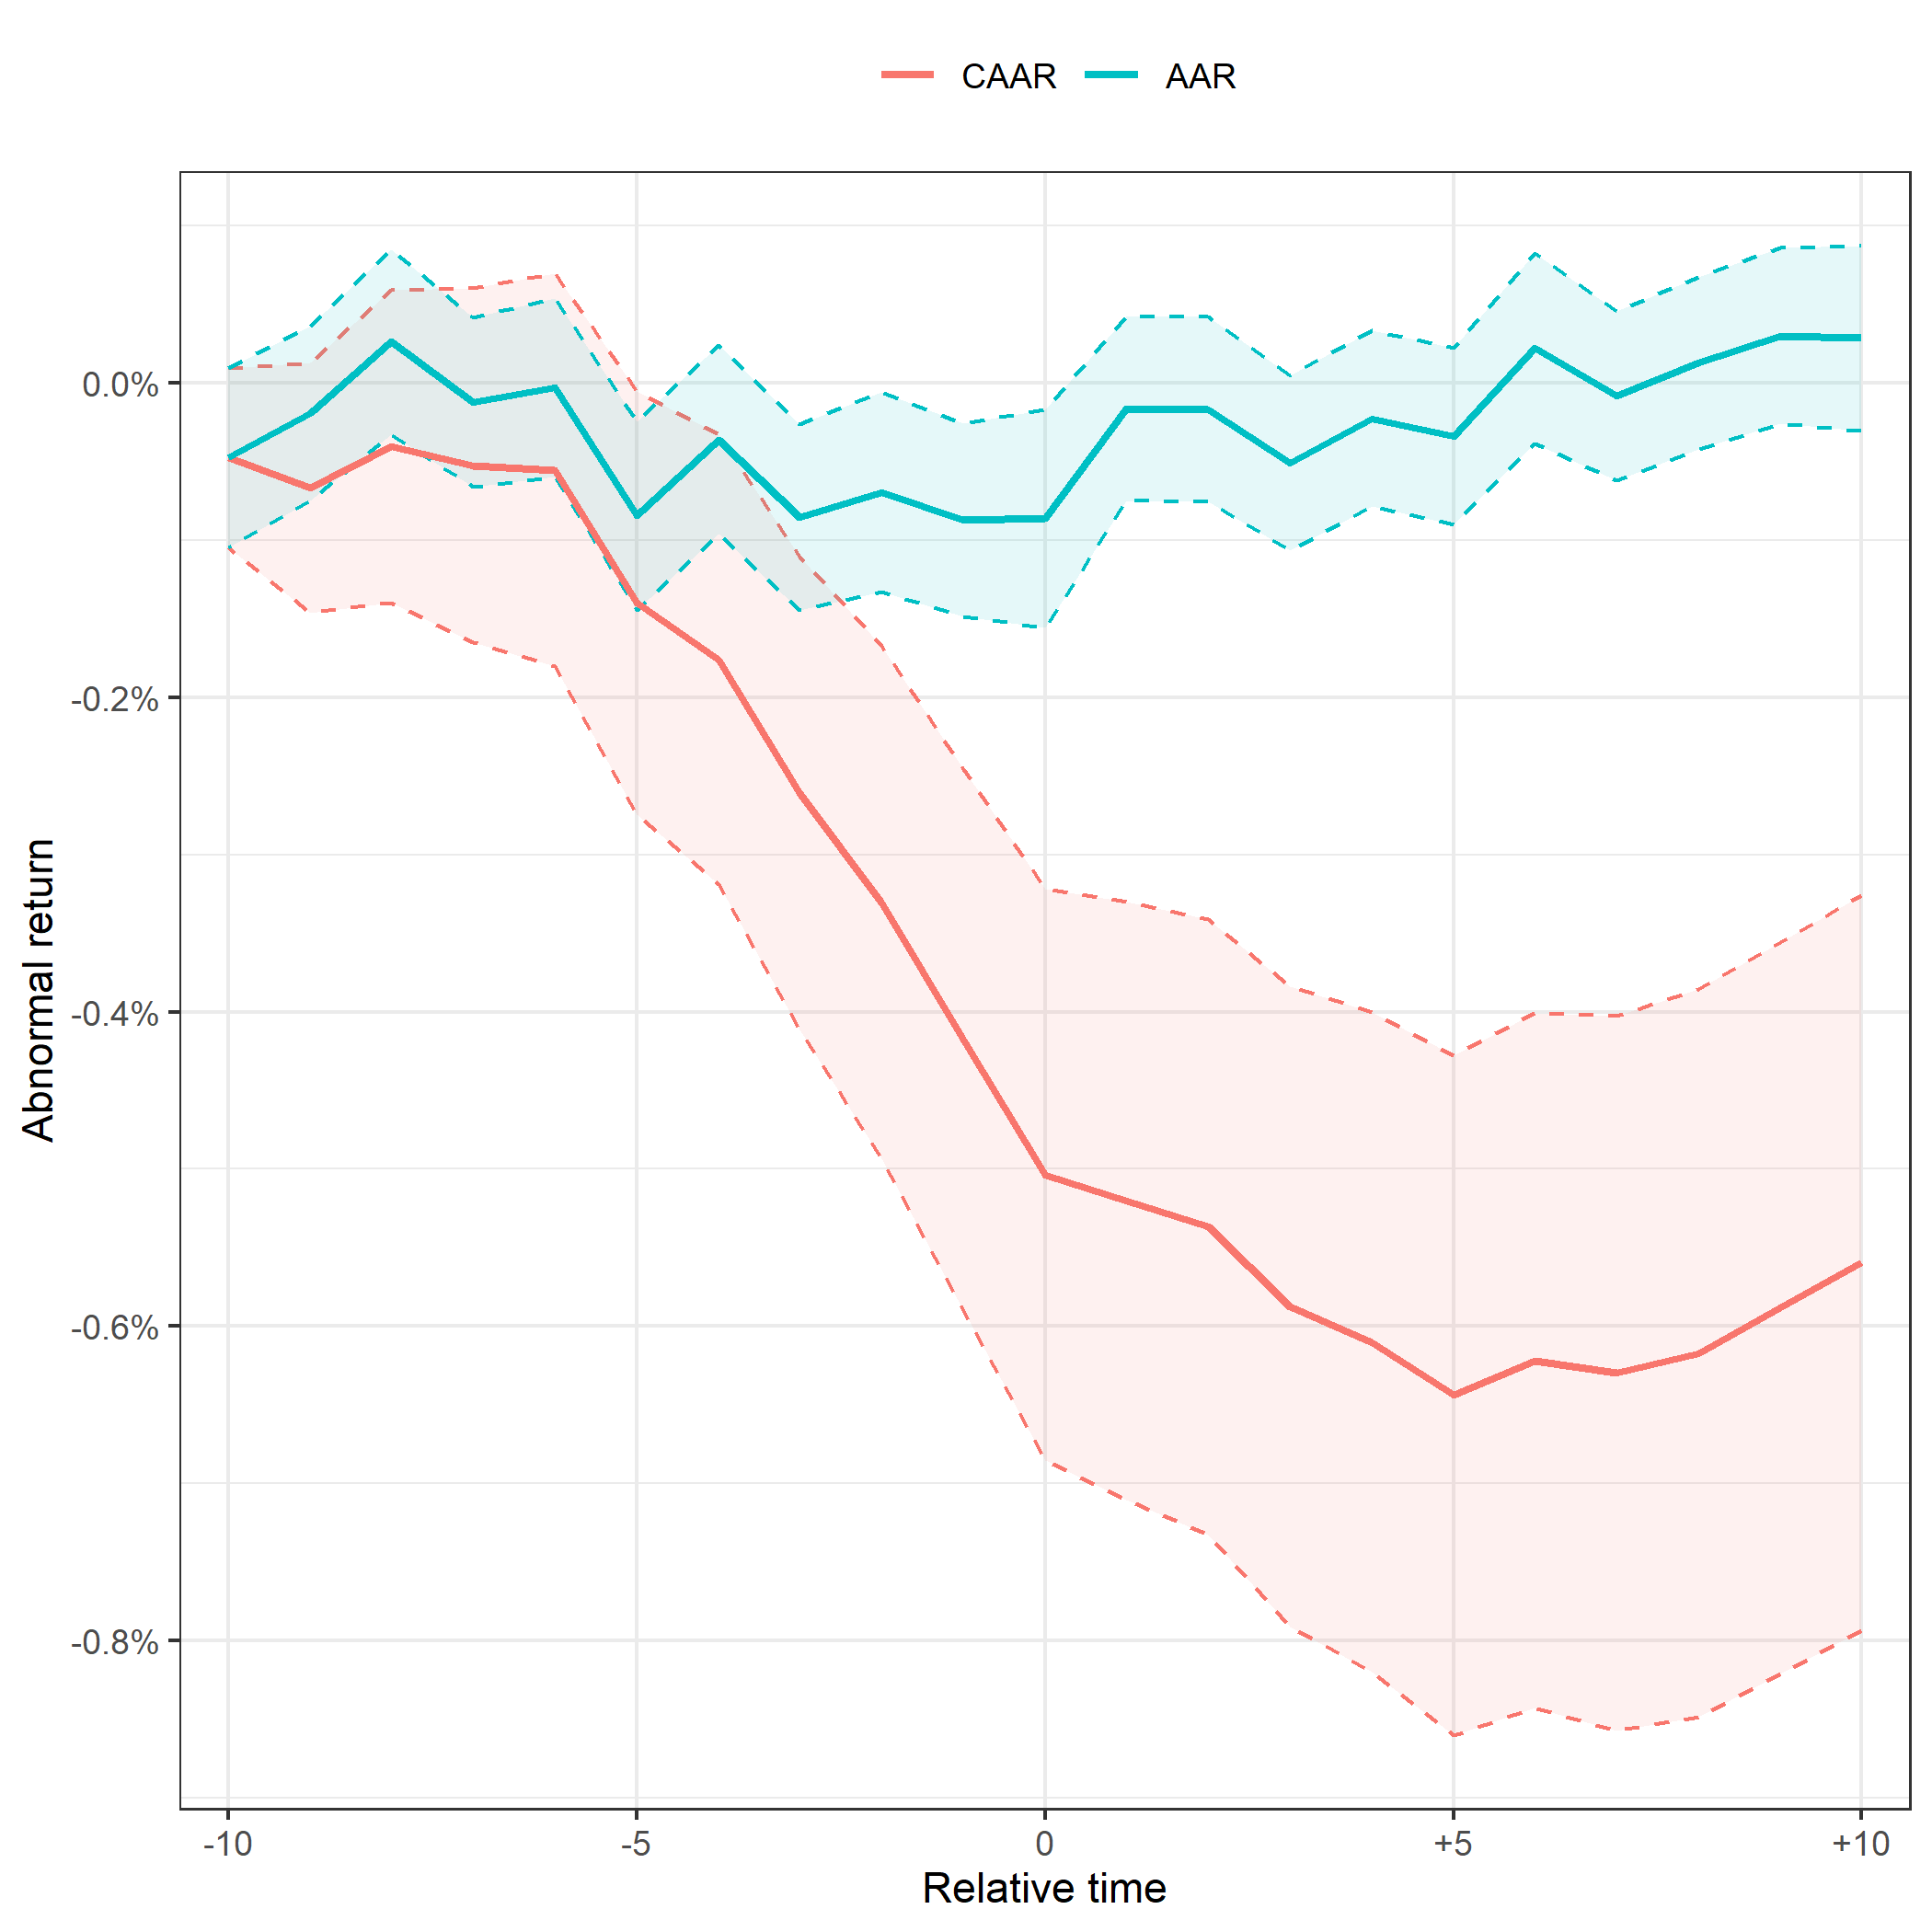 CAAR AAR
Abnormal return
0.0%
-0.2%
-0.4%
-0.6%
-0.8%
-10 -5 0 +5 +10
Relative time